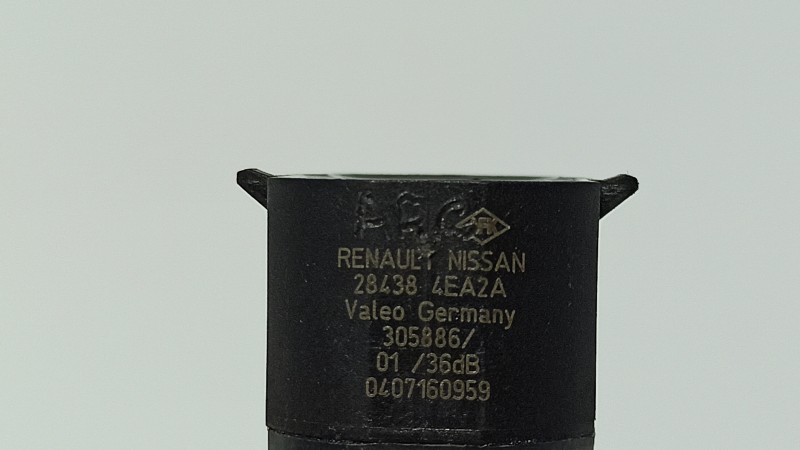 RENAULT NISSAN
28438 4EA2A
Valeo Germany
305886/
01 /36dB
0407160959